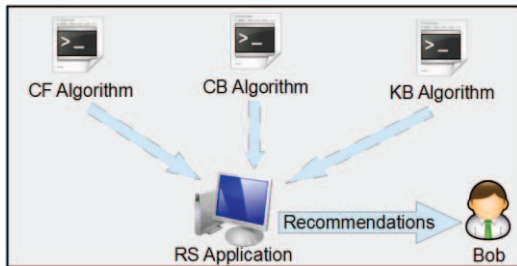 >_
>_
>_
CF Algorithm
CB Algorithm
KB Algorithm
Recommendations
RS Application
Bob